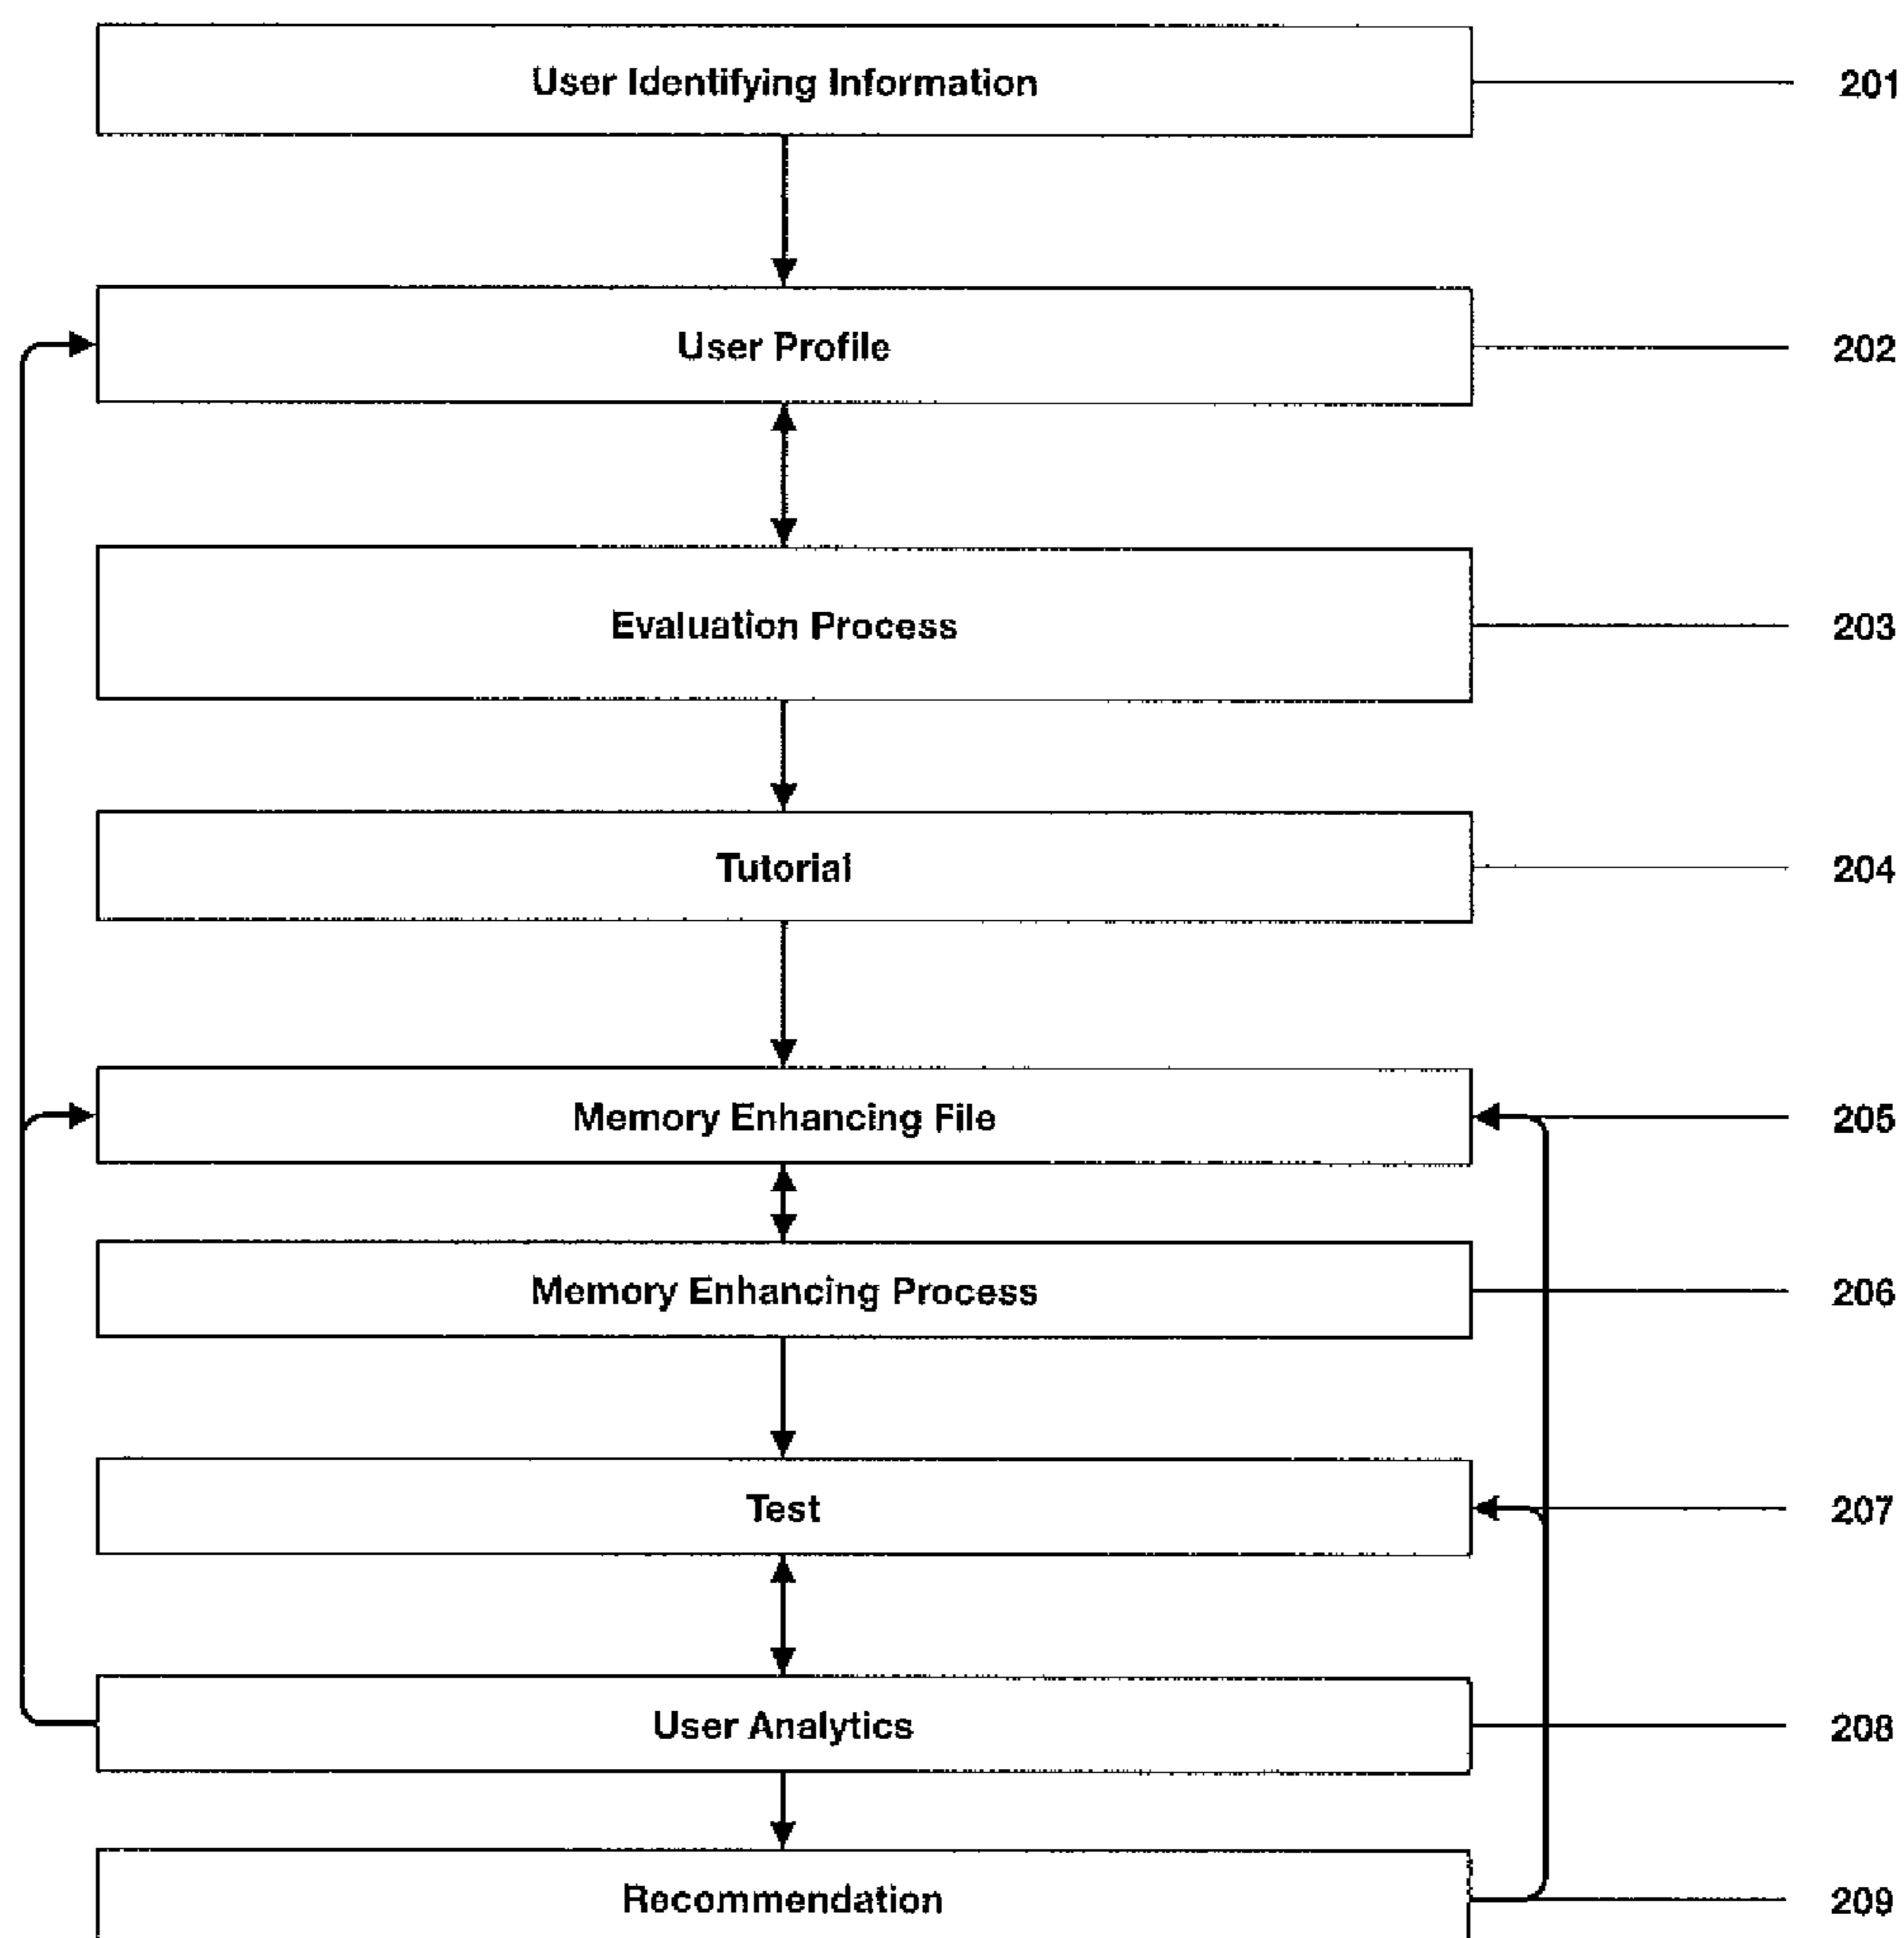 User Identifying Information 201
User Profile 202
Evaluation Process 203
Tutorial 204
Memory Enhancing File 205
Memory Enhancing Process 206
Test 207
User Analytics 208
Recommendation 209